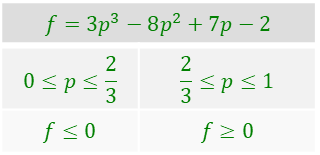 f = 3p³ − 8p² + 7p − 2
0 ≤ p ≤ 2/3    2/3 ≤ p ≤ 1
f ≤ 0    f ≥ 0